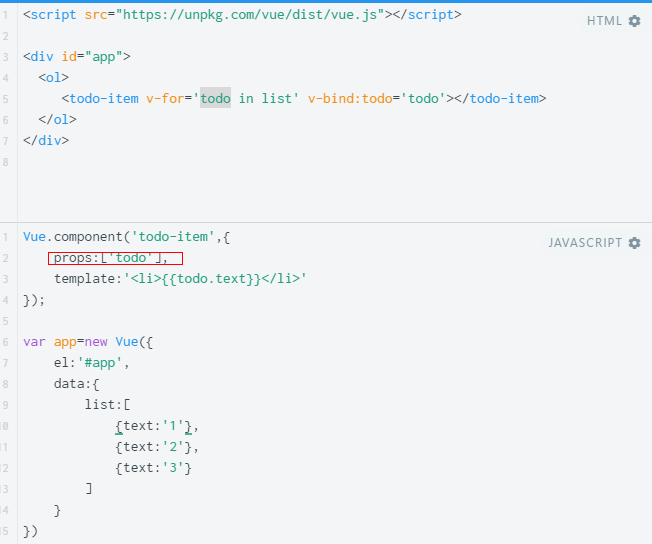 HTML
1 <script src="https://unpkg.com/vue/dist/vue.js"></script>
2
3 <div id="app">
4   <ol>
5      <todo-item v-for='todo in list' v-bind:todo='todo'></todo-item>
6   </ol>
7 </div>
8
JAVASCRIPT
1 Vue.component('todo-item',{
2     props:['todo'],
3     template:'<li>{{todo.text}}</li>'
4 });
5
6 var app=new Vue({
7     el:'#app',
8     data:{
9         list:[
10             {text:'1'},
11             {text:'2'},
12             {text:'3'}
13         ]
14     }
15 })